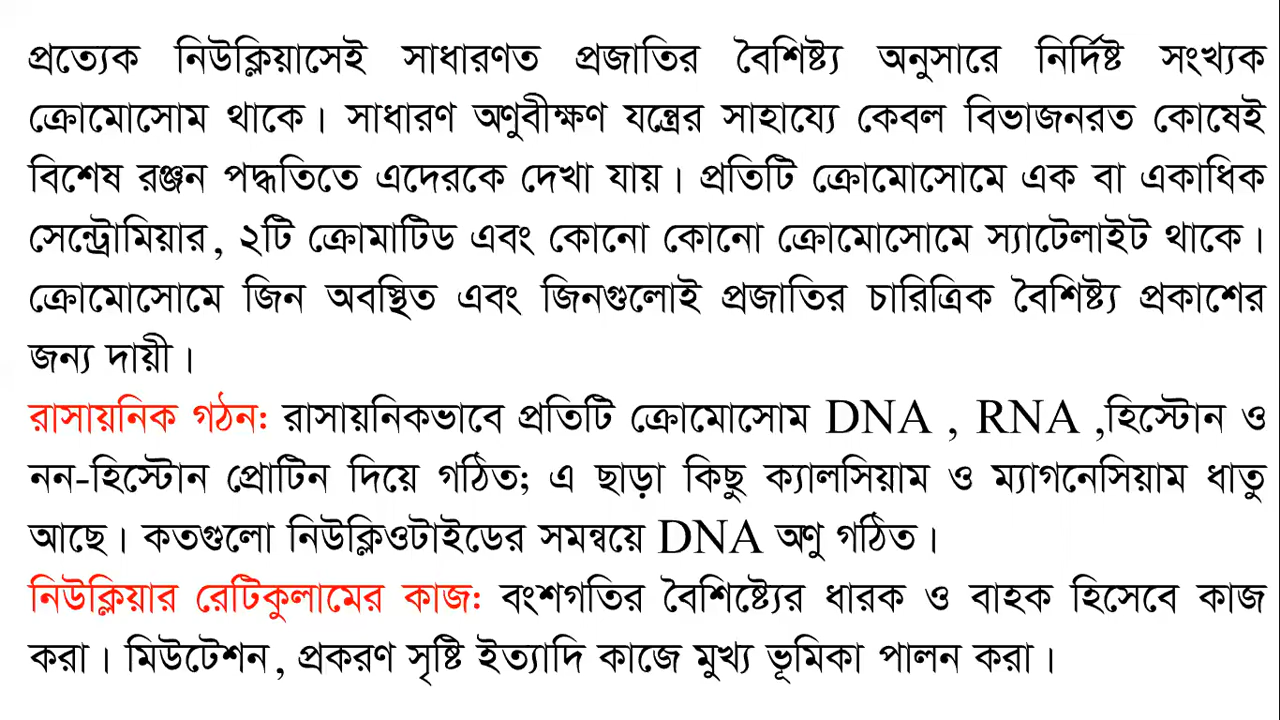 প্রত্যেক নিউক্লিয়াসেই সাধারণত প্রজাতির বৈশিষ্ট্য অনুসারে নির্দিষ্ট সংখ্যক
ক্রোমোসোম থাকে। সাধারণ অণুবীক্ষণ যন্ত্রের সাহায্যে কেবল বিভাজনরত কোষেই
বিশেষ রঞ্জন পদ্ধতিতে এদেরকে দেখা যায়। প্রতিটি ক্রোমোসোমে এক বা একাধিক
সেন্ট্রোমিয়ার, ২টি ক্রোমাটিড এবং কোনো কোনো ক্রোমোসোমে স্যাটেলাইট থাকে।
ক্রোমোসোমে জিন অবস্থিত এবং জিনগুলোই প্রজাতির চারিত্রিক বৈশিষ্ট্য প্রকাশের
জন্য দায়ী।
রাসায়নিক গঠন: রাসায়নিকভাবে প্রতিটি ক্রোমোসোম DNA , RNA ,হিস্টোন ও
নন-হিস্টোন প্রোটিন দিয়ে গঠিত; এ ছাড়া কিছু ক্যালসিয়াম ও ম্যাগনেসিয়াম ধাতু
আছে। কতগুলো নিউক্লিওটাইডের সমন্বয়ে DNA অণু গঠিত।
নিউক্লিয়ার রেটিকুলামের কাজ: বংশগতির বৈশিষ্টের ধারক ও বাহক হিসেবে কাজ
করা। মিউটেশন, প্রকরণ সৃষ্টি ইত্যাদি কাজে মুখ্য ভূমিকা পালন করা।